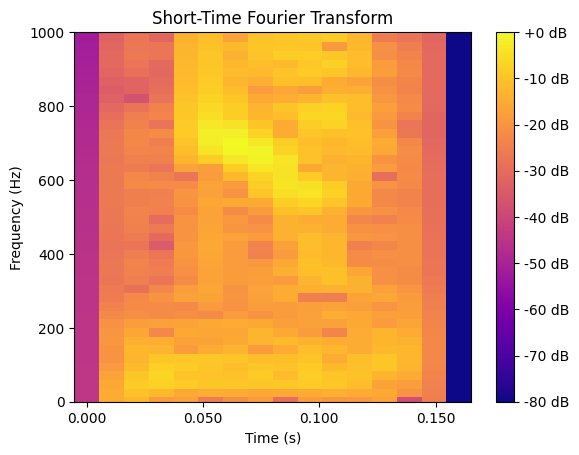 Short-Time Fourier Transform
1000
800
600
400
200
0
Frequency (Hz)
0.000
0.050
0.100
0.150
Time (s)
+0 dB
-10 dB
-20 dB
-30 dB
-40 dB
-50 dB
-60 dB
-70 dB
-80 dB